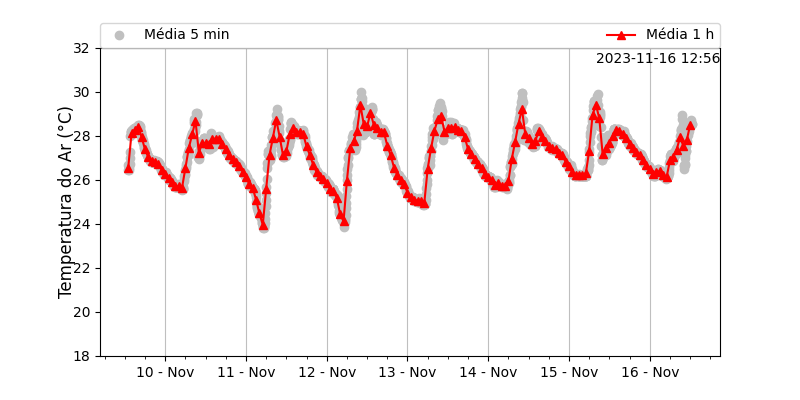 Média 5 min
Média 1 h
2023-11-16 12:56
Temperatura do Ar (°C)
32
30
28
26
24
22
20
18
10 - Nov
11 - Nov
12 - Nov
13 - Nov
14 - Nov
15 - Nov
16 - Nov